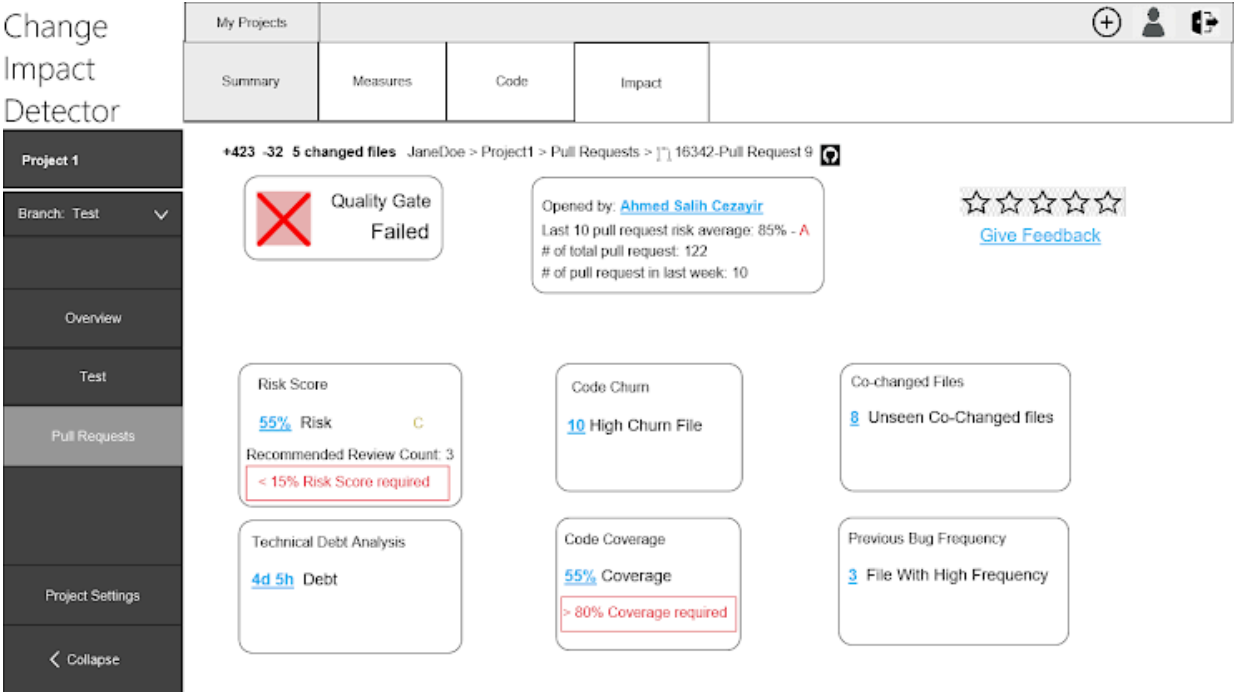 Change
Impact
Detector
My Projects
Summary
Measures
Code
Impact
Project 1
Branch: Test
Overview
Test
Pull Requests
Project Settings
Collapse
+423 -32 5 changed files JaneDoe > Project1 > Pull Requests > 16342-Pull Request 9
Quality Gate
Failed
Opened by: Ahmed Salih Cezayir
Last 10 pull request risk average: 85% - A
# of total pull request: 122
# of pull request in last week: 10
Give Feedback
Risk Score
55% Risk C
Recommended Review Count: 3
< 15% Risk Score required
Code Churn
10 High Churn File
Co-changed Files
8 Unseen Co-Changed files
Technical Debt Analysis
4d 5h Debt
Code Coverage
55% Coverage
> 80% Coverage required
Previous Bug Frequency
3 File With High Frequency